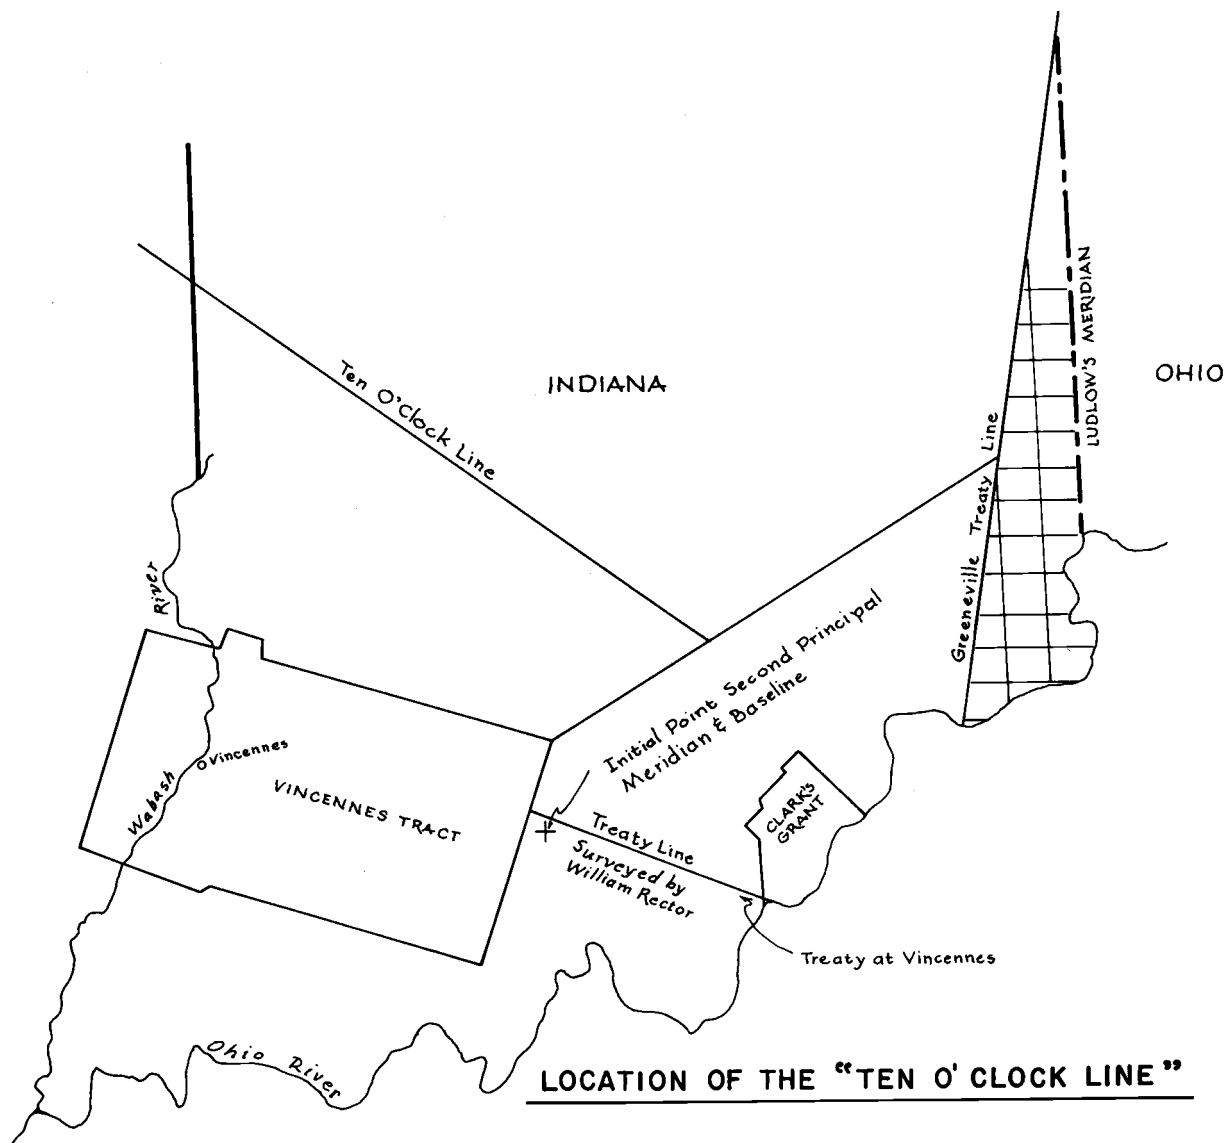 LUDLOW'S MERIDIAN
Ten O'Clock Line
INDIANA
OHIO
Greeneville Treaty Line
River
Initial Point Second Principal
Meridian & Baseline
Vincennes
Wabash
VINCENNES TRACT
CLARK'S
GRANT
Treaty Line
Surveyed by
William Rector
Treaty at Vincennes
Ohio River
LOCATION OF THE "TEN O'CLOCK LINE"